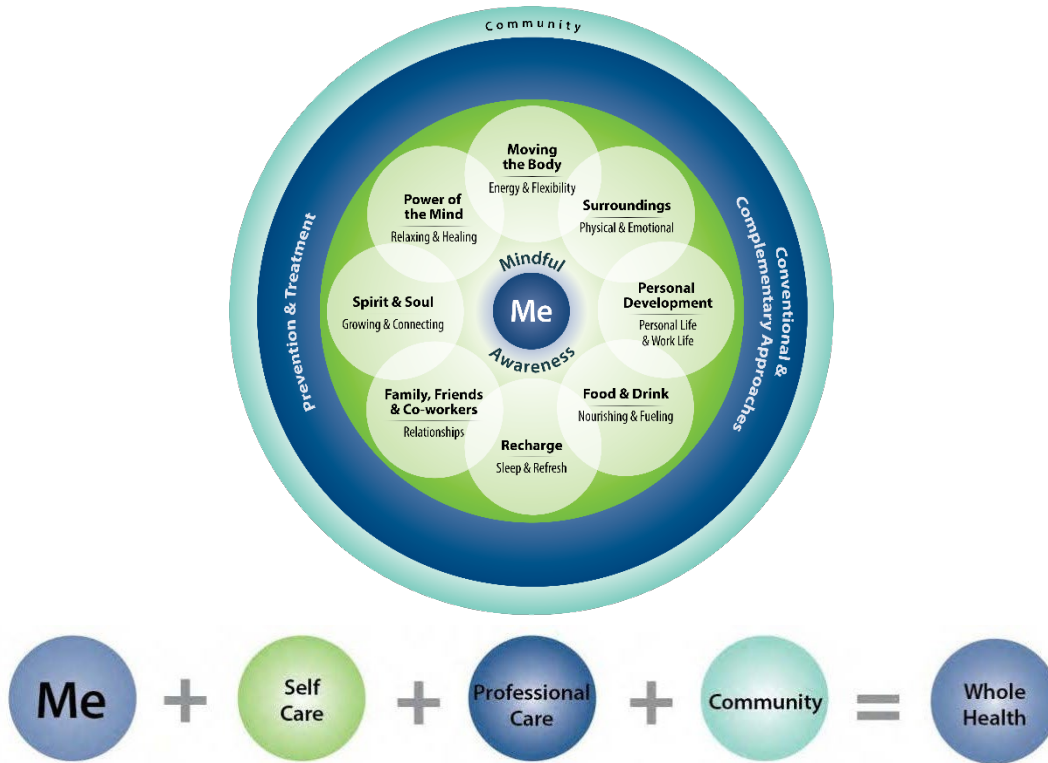 Community
Moving
the Body
Energy & Flexibility
Surroundings
Physical & Emotional
Personal
Development
Personal Life
& Work Life
Food & Drink
Nourishing & Fueling
Recharge
Sleep & Refresh
Family, Friends
& Co-workers
Relationships
Spirit & Soul
Growing & Connecting
Power of
the Mind
Relaxing & Healing
Mindful
Me
Awareness
Prevention & Treatment
Conventional &
Complementary Approaches
Me + Self Care + Professional Care + Community = Whole Health